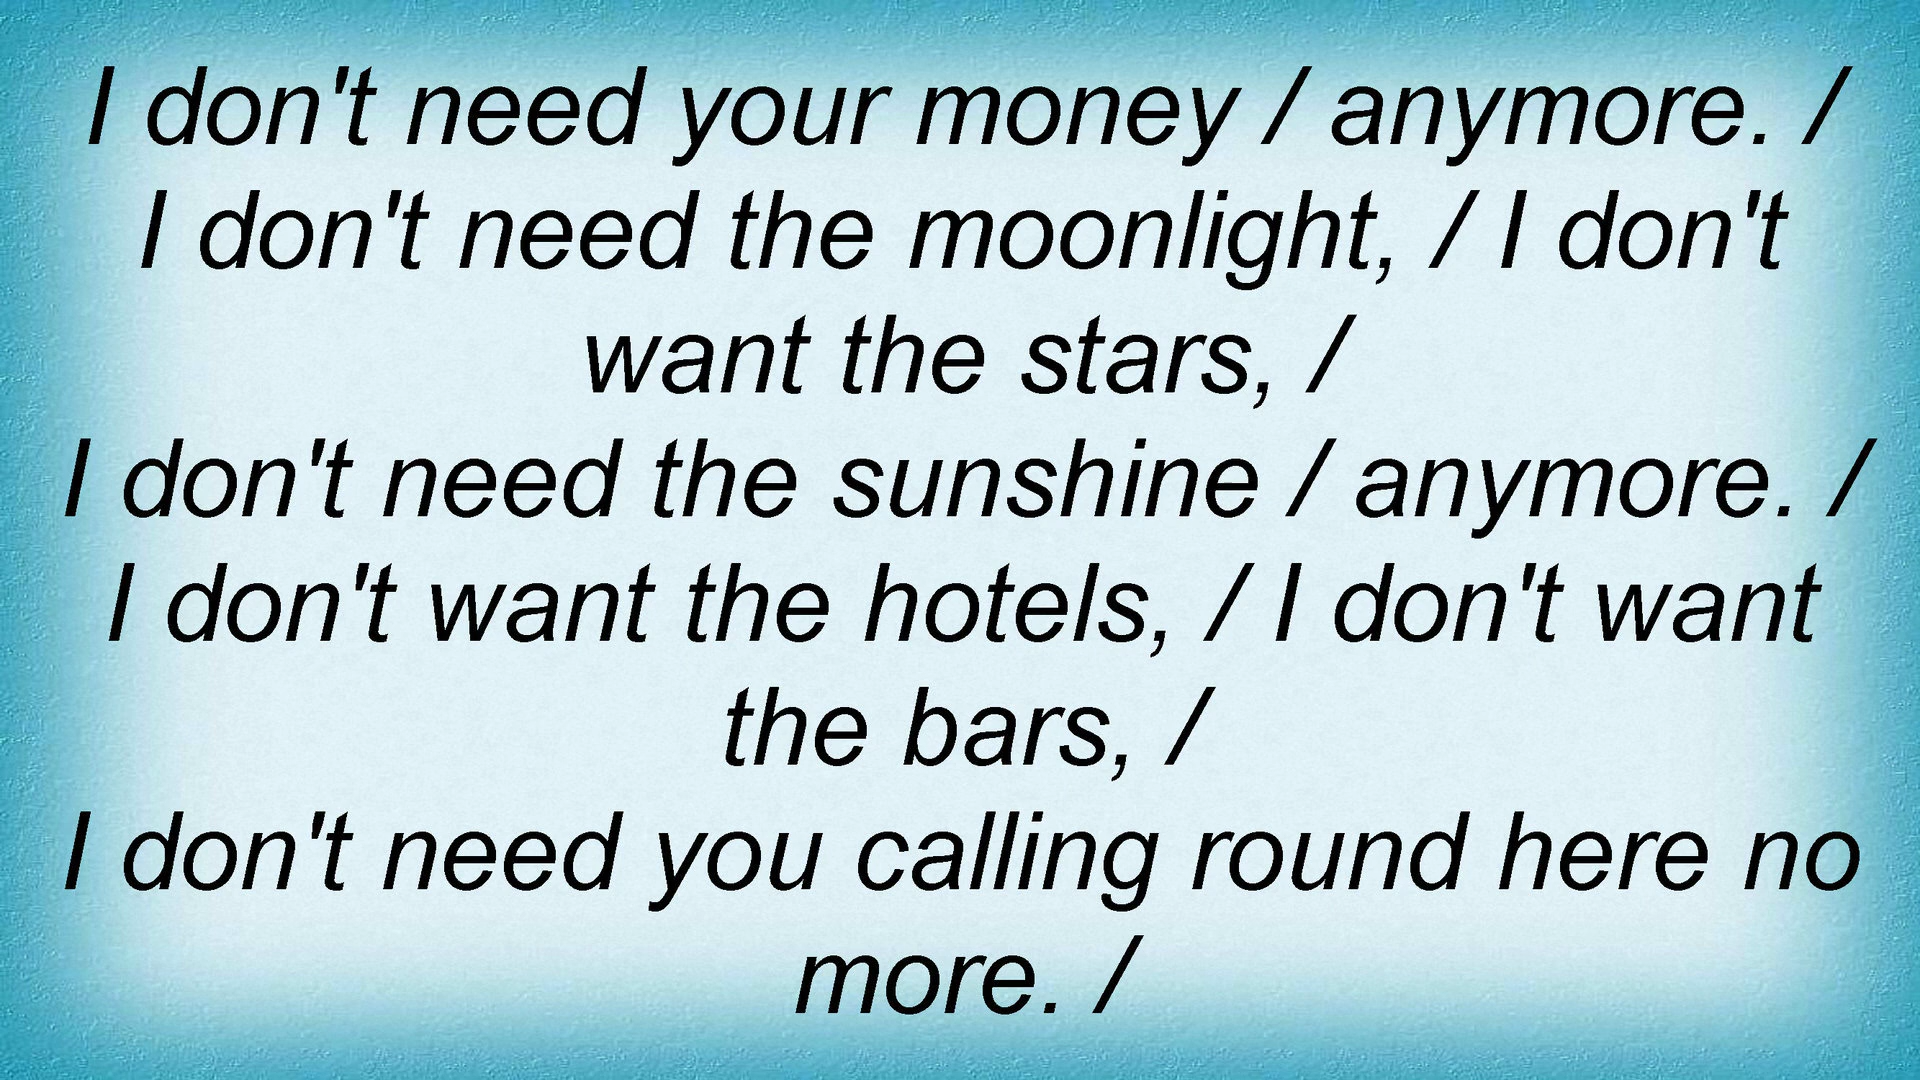 I don't need your money / anymore. /
I don't need the moonlight, / I don't
want the stars, /
I don't need the sunshine / anymore. /
I don't want the hotels, / I don't want
the bars, /
I don't need you calling round here no
more. /